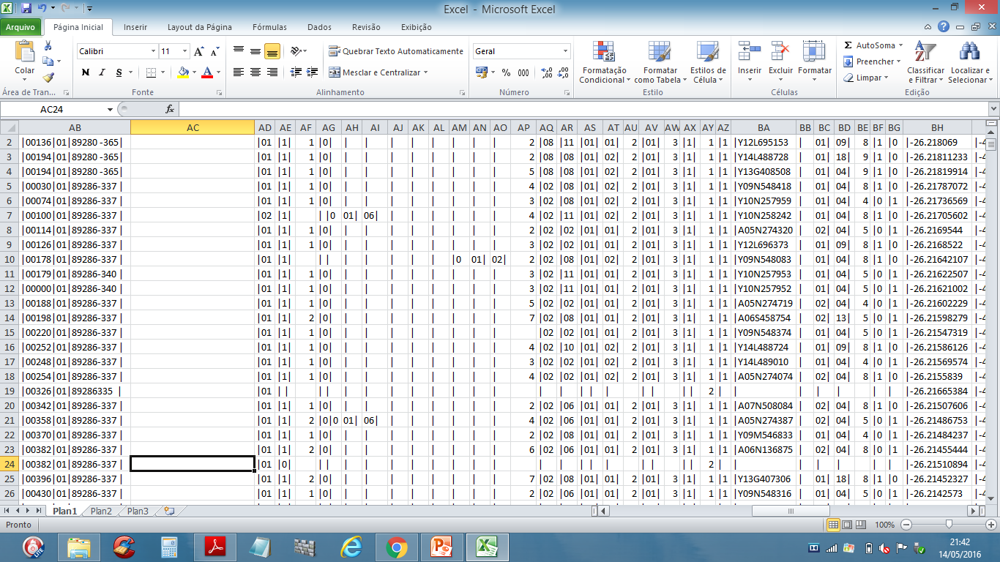 Excel - Microsoft Excel
Arquivo Página Inicial Inserir Layout da Página Fórmulas Dados Revisão Exibição
Colar Calibri 11 A A Quebrar Texto Automaticamente Geral Formatação Condicional Formatar como Tabela Estilos de Célula Inserir Excluir Formatar Σ AutoSoma Preencher Limpar Classificar e Filtrar Localizar e Selecionar
N I S A Mesclar e Centralizar % 000
Área de Tran... Fonte Alinhamento Número Estilo Células Edição
AC24 fx
AB AC AD AE AF AG AH AI AJ AK AL AM AN AO AP AQ AR AS AT AU AV AW AX AY AZ BA BB BC BD BE BF BG BH
2 |00136|01|89280 -365| |01 |1| 1 |0| | | | | | | | | 2 |08 |11 |01| 01| 2 |01| 3 |1| 1 |1 |Y12L695153 | 01| 09| 8 |1 |0 |-26.218069 |-4
3 |00194|01|89280 -365| |01 |1| 1 |0| | | | | | | | | 2 |08 |08 |01| 02| 2 |01| 3 |1| 1 |1 |Y14L488728 | 01| 18| 9 |1 |0 |-26.21811233 |-4
4 |00194|01|89280 -365| |01 |1| 1 |0| | | | | | | | | 5 |08 |08 |01| 02| 2 |01| 3 |1| 1 |1 |Y13G408508 | 01| 04| 9 |1 |0 |-26.21819914 |-4
5 |00030|01|89286-337 | |01 |1| 1 |0| | | | | | | | | 4 |02 |08 |01| 01| 2 |01| 3 |1| 1 |1 |Y09N548418 | 01| 04| 8 |1 |0 |-26.21787072 |-4
6 |00074|01|89286-337 | |01 |1| 1 |0| | | | | | | | | 3 |02 |08 |01| 01| 2 |01| 3 |1| 1 |1 |Y10N257959 | 01| 04| 4 |0 |1 |-26.21736569 |-4
7 |00100|01|89286-337 | |02 |1| | |0 01| 06| | | | | | | 4 |02 |11 |01| 02| 2 |01| 3 |1| 1 |1 |Y10N258242 | 01| 04| 8 |1 |0 |-26.21705602 |-4
8 |00114|01|89286-337 | |01 |1| 1 |0| | | | | | | | | 2 |02 |02 |01| 01| 2 |01| 3 |1| 1 |1 |A05N274320 | 02| 04| 5 |0 |1 |-26.2169544 |-4
9 |00126|01|89286-337 | |01 |1| 1 |0| | | | | | | | | 3 |02 |02 |01| 01| 2 |01| 3 |1| 1 |1 |Y12L696373 | 01| 09| 8 |1 |0 |-26.2168522 |-4
10 |00178|01|89286-337 | |01 |1| | | | | | | | |0 01| 02| 2 |02 |08 |01| 02| 2 |01| 3 |1| 1 |1 |Y09N548083 | 01| 04| 8 |1 |0 |-26.21642107 |-4
11 |00179|01|89286-340 | |01 |1| 1 |0| | | | | | | | | 3 |02 |11 |01| 01| 2 |01| 3 |1| 1 |1 |Y10N257953 | 01| 04| 5 |0 |1 |-26.21622507 |-4
12 |00000|01|89286-340 | |01 |1| 1 |0| | | | | | | | | 3 |02 |11 |01| 01| 2 |01| 3 |1| 1 |1 |Y10N257952 | 01| 04| 5 |0 |1 |-26.21621002 |-4
13 |00188|01|89286-337 | |01 |1| 1 |0| | | | | | | | | 5 |02 |02 |01| 01| 2 |01| 3 |1| 1 |1 |A05N274719 | 02| 04| 4 |0 |1 |-26.21602229 |-4
14 |00198|01|89286-337 | |01 |1| 2 |0| | | | | | | | | 7 |02 |08 |01| 01| 2 |01| 3 |1| 1 |1 |A06S458754 | 02| 13| 5 |0 |1 |-26.21598279 |-4
15 |00220|01|89286-337 | |01 |1| 1 |0| | | | | | | | | |02 |02 |01| 01| 2 |01| 3 |1| 1 |1 |Y09N548374 | 01| 04| 5 |0 |1 |-26.21547319 |-4
16 |00252|01|89286-337 | |01 |1| 1 |0| | | | | | | | | 4 |02 |10 |01| 02| 2 |01| 3 |1| 1 |1 |Y14L488724 | 01| 09| 8 |1 |0 |-26.21586126 |-4
17 |00248|01|89286-337 | |01 |1| 1 |0| | | | | | | | | 3 |02 |02 |01| 02| 2 |01| 3 |1| 1 |1 |Y14L489010 | 01| 04| 4 |0 |1 |-26.21569574 |-4
18 |00254|01|89286-337 | |01 |1| 1 |0| | | | | | | | | 4 |02 |02 |01| 02| 2 |01| 3 |1| 1 |1 |A05N274074 | 02| 04| 8 |0 |1 |-26.2155839 |-4
19 |00326|01|89286335 | |01 | | | | | | | | | | | | | | | | | | | | | 2 | | | | | | | |-26.21665384 |-4
20 |00342|01|89286-337 | |01 |1| 1 |0| | | | | | | | | 2 |02 |06 |01| 01| 2 |01| 3 |1| 1 |1 |A07N508084 | 02| 04| 8 |1 |0 |-26.21507606 |-4
21 |00358|01|89286-337 | |01 |1| 2 |0|0 01| 06| | | | | | | 4 |02 |06 |01| 01| 2 |01| 3 |1| 1 |1 |A05N274387 | 02| 04| 5 |0 |1 |-26.21486753 |-4
22 |00370|01|89286-337 | |01 |1| 1 |0| | | | | | | | | 2 |02 |08 |01| 01| 2 |01| 3 |1| 1 |1 |Y09M546833 | 01| 04| 4 |0 |1 |-26.21484237 |-4
23 |00382|01|89286-337 | |01 |1| 2 |0| | | | | | | | | 6 |02 |06 |01| 01| 2 |01| 3 |1| 1 |1 |A06N136875 | 02| 04| 8 |0 |1 |-26.21455444 |-4
24 |00382|01|89286-337 | |01 |0| | | | | | | | | | | | | | | | | | | | 2 | | | | | | | |-26.21510894 |-4
25 |00396|01|89286-337 | |01 |1| 2 |0| | | | | | | | | 7 |02 |08 |01| 02| 2 |01| 3 |1| 1 |1 |Y13G407306 | 01| 18| 8 |1 |0 |-26.21452327 |-4
26 |00430|01|89286-337 | |01 |1| 1 |0| | | | | | | | | 2 |02 |06 |01| 01| 2 |01| 3 |1| 1 |1 |Y09N548316 | 01| 04| 5 |0 |1 |-26.2142573 |-4
Plan1 Plan2 Plan3
Pronto 100%
21:42
14/05/2016